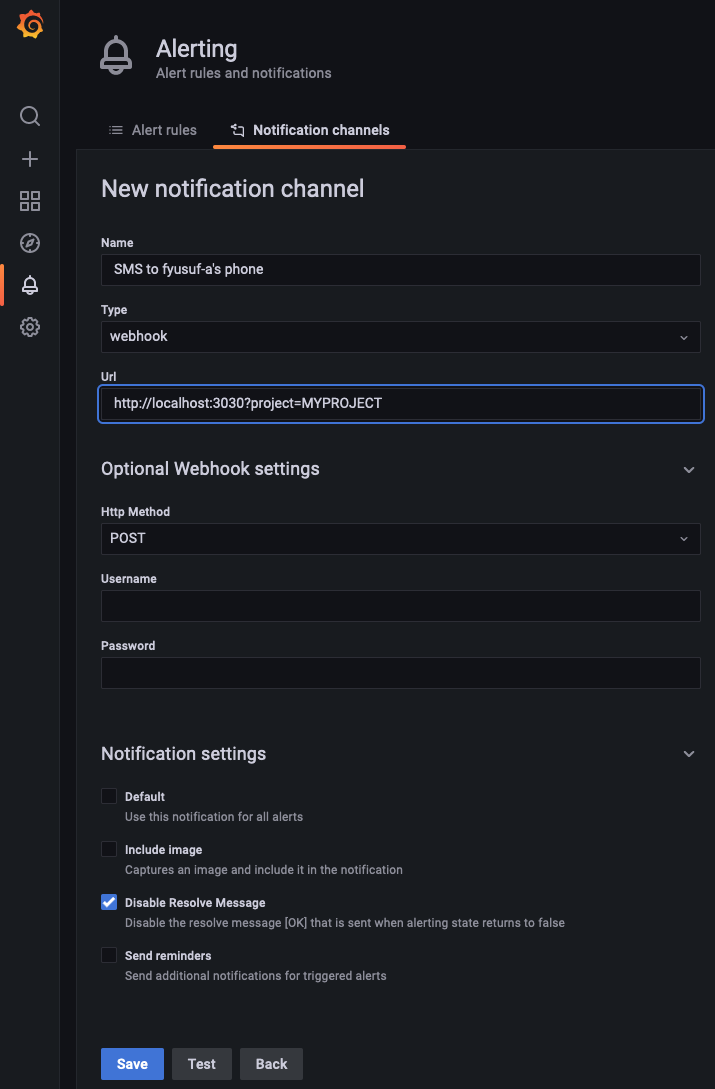 Alerting
Alert rules and notifications
Alert rules
Notification channels
New notification channel
Name
SMS to fyusuf-a's phone
Type
webhook
Url
http://localhost:3030?project=MYPROJECT
Optional Webhook settings
Http Method
POST
Username
Password
Notification settings
Default
Use this notification for all alerts
Include image
Captures an image and include it in the notification
Disable Resolve Message
Disable the resolve message [OK] that is sent when alerting state returns to false
Send reminders
Send additional notifications for triggered alerts
Save
Test
Back